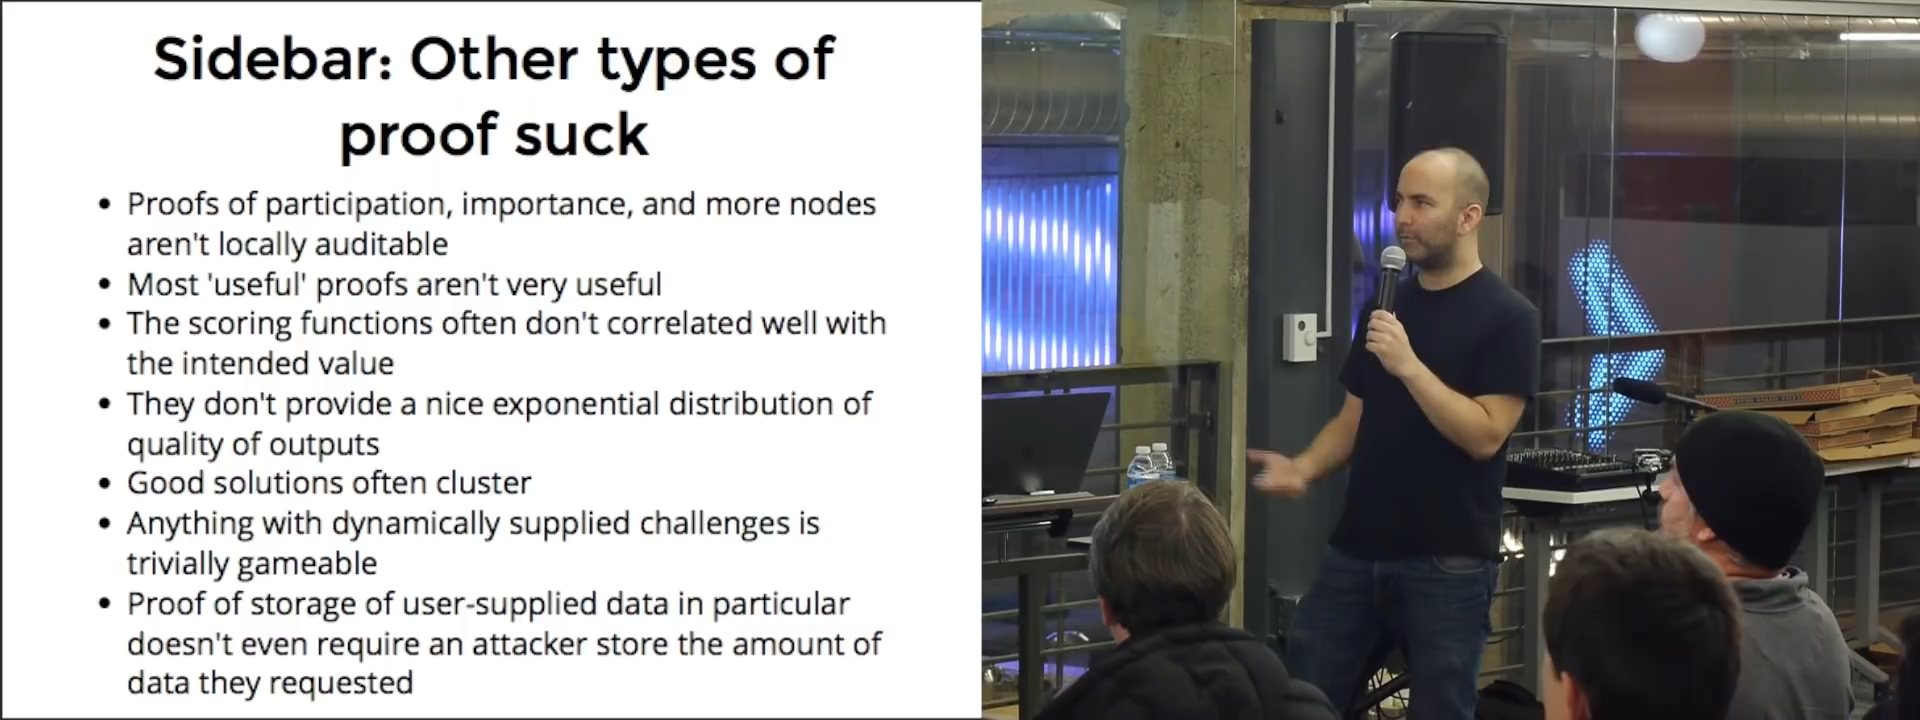 Sidebar: Other types of
proof suck
• Proofs of participation, importance, and more nodes
aren't locally auditable
• Most 'useful' proofs aren't very useful
• The scoring functions often don't correlated well with
the intended value
• They don't provide a nice exponential distribution of
quality of outputs
• Good solutions often cluster
• Anything with dynamically supplied challenges is
trivially gameable
• Proof of storage of user-supplied data in particular
doesn't even require an attacker store the amount of
data they requested